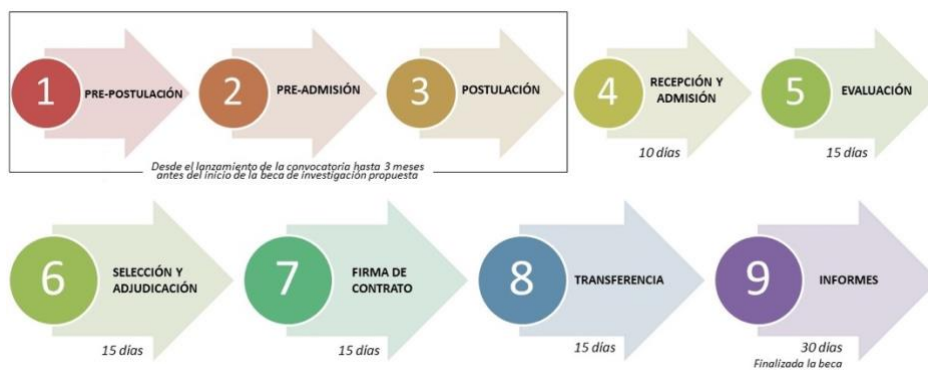 1
PRE-POSTULACIÓN
2
PRE-ADMISIÓN
3
POSTULACIÓN
Desde el lanzamiento de la convocatoria hasta 3 meses
antes del inicio de la beca de investigación propuesta
4
RECEPCIÓN Y
ADMISIÓN
10 días
5
EVALUACIÓN
15 días
6
SELECCIÓN Y
ADJUDICACIÓN
15 días
7
FIRMA DE
CONTRATO
15 días
8
TRANSFERENCIA
15 días
9
INFORMES
30 días
Finalizada la beca